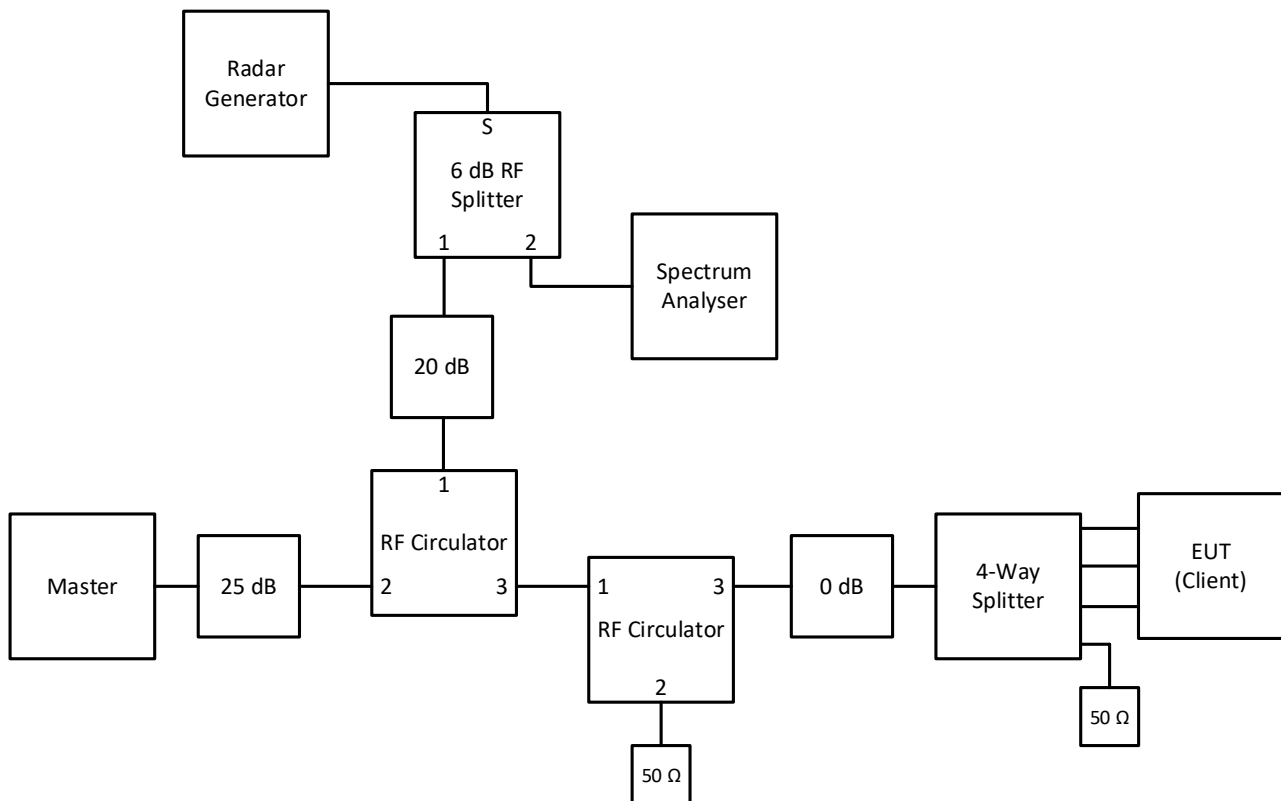 Radar
Generator
S
6 dB RF
Splitter
1
2
Spectrum
Analyser
20 dB
1
RF Circulator
2
3
Master
25 dB
1
3
RF Circulator
2
50 Ω
0 dB
4-Way
Splitter
EUT
(Client)
50 Ω